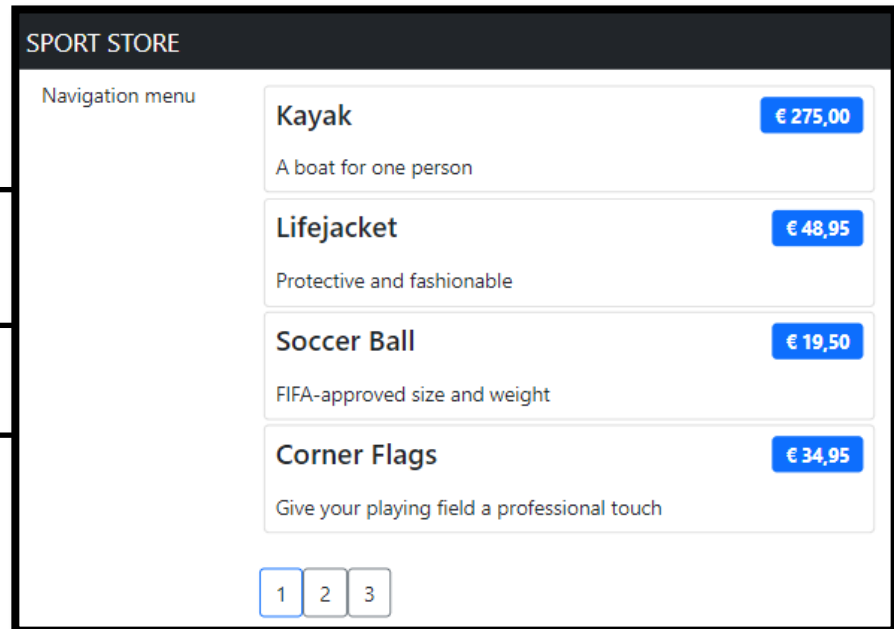 SPORT STORE
Navigation menu
Kayak
€ 275,00
A boat for one person
Lifejacket
€ 48,95
Protective and fashionable
Soccer Ball
€ 19,50
FIFA-approved size and weight
Corner Flags
€ 34,95
Give your playing field a professional touch
1 2 3